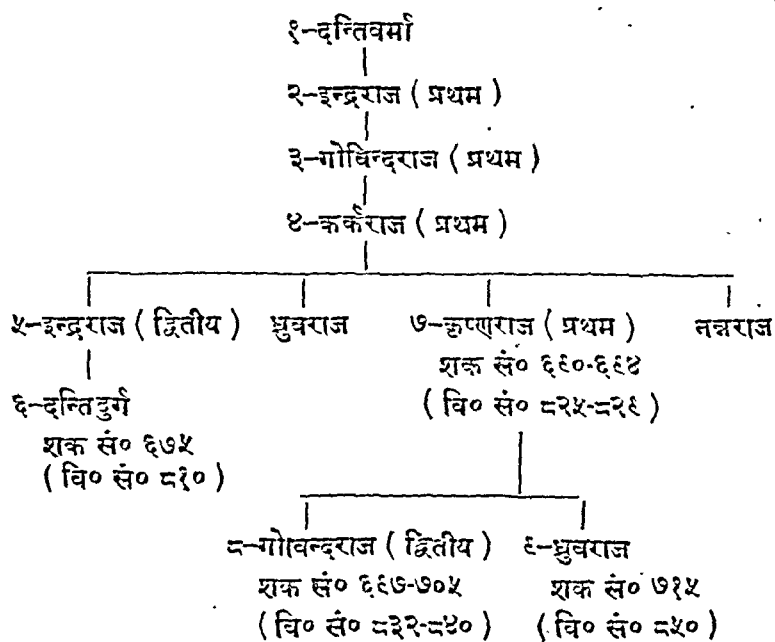 १-दन्तिवर्मा
२-इन्द्रराज ( प्रथम )
३-गोविन्दराज ( प्रथम )
४-कर्कराज ( प्रथम )
५-इन्द्रराज ( द्वितीय ) ध्रुवराज ७-कृष्णराज ( प्रथम ) नन्नराज
शक सं० ६९०-६९४
६-दन्तिदुर्ग ( वि० सं० ८२५-८२९ )
शक सं० ६७५
( वि० सं० ८१० )
८-गोविन्दराज ( द्वितीय ) ९-ध्रुवराज
शक सं० ६९७-७०५ शक सं० ७१५
( वि० सं० ८३२-८४० ) ( वि० सं० ८५० )